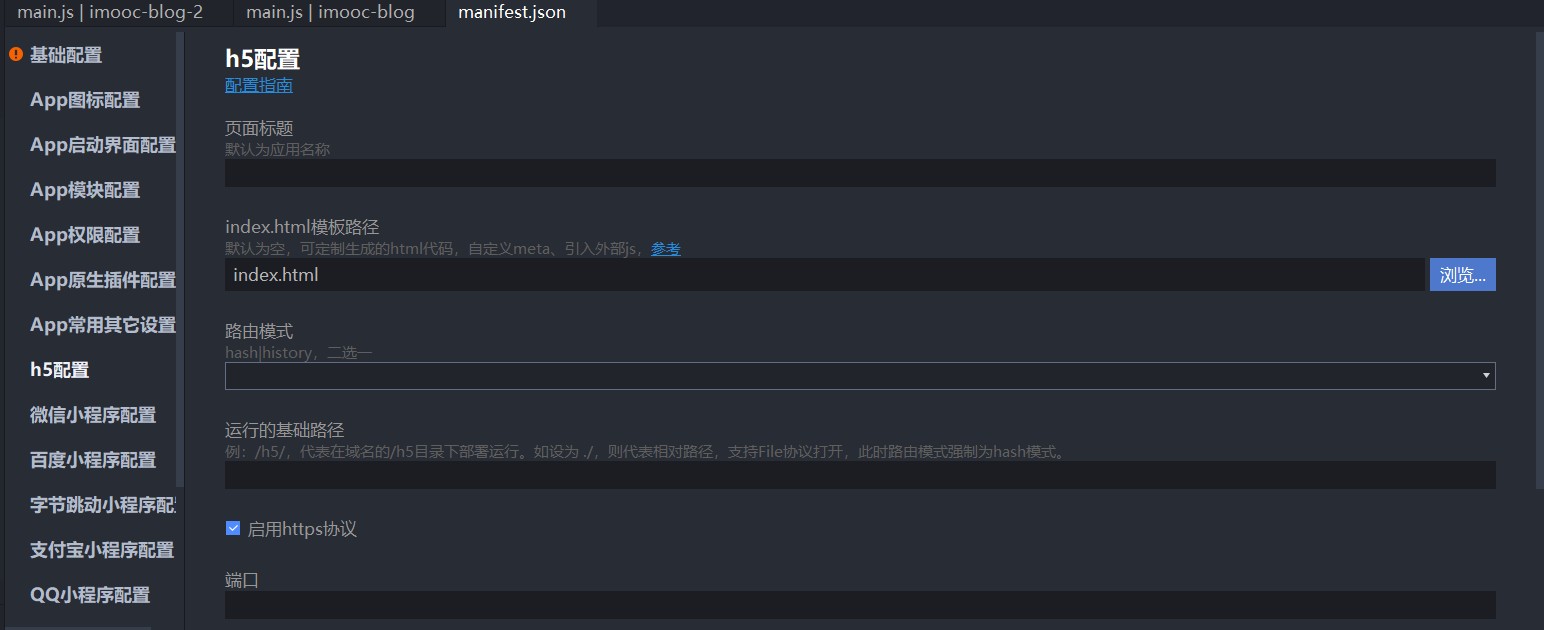 main.js | imooc-blog-2
main.js | imooc-blog
manifest.json
基础配置
App图标配置
App启动界面配置
App模块配置
App权限配置
App原生插件配置
App常用其它设置
h5配置
微信小程序配置
百度小程序配置
字节跳动小程序配
支付宝小程序配置
QQ小程序配置
h5配置
配置指南
页面标题
默认为应用名称
index.html模板路径
默认为空，可定制生成的html代码，自定义meta、引入外部js，参考
index.html
浏览...
路由模式
hash|history，二选一
运行的基础路径
例：/h5/，代表在域名的/h5目录下部署运行。如设为 ./，则代表相对路径，支持File协议打开，此时路由模式强制为hash模式。
启用https协议
端口